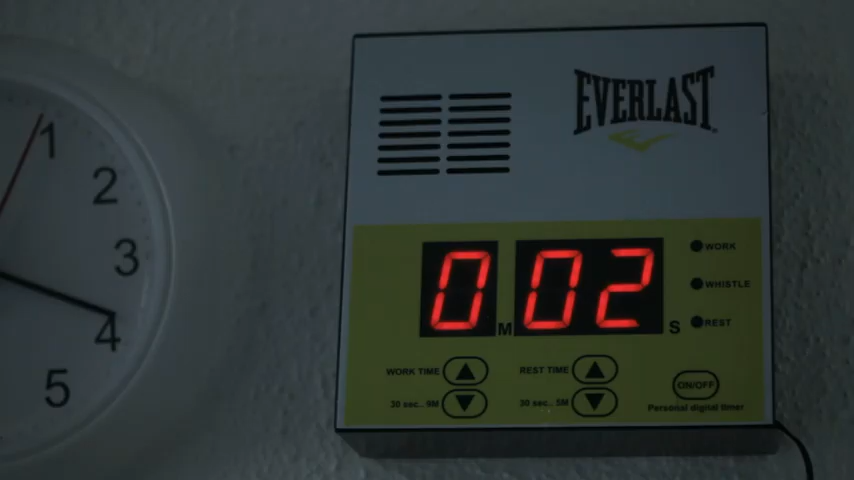 1
2
3
4
5
EVERLAST
0 M 02 S
WORK
WHISTLE
REST
WORK TIME
30 sec.. 9M
REST TIME
30 sec.. 5M
ON/OFF
Personal digital timer